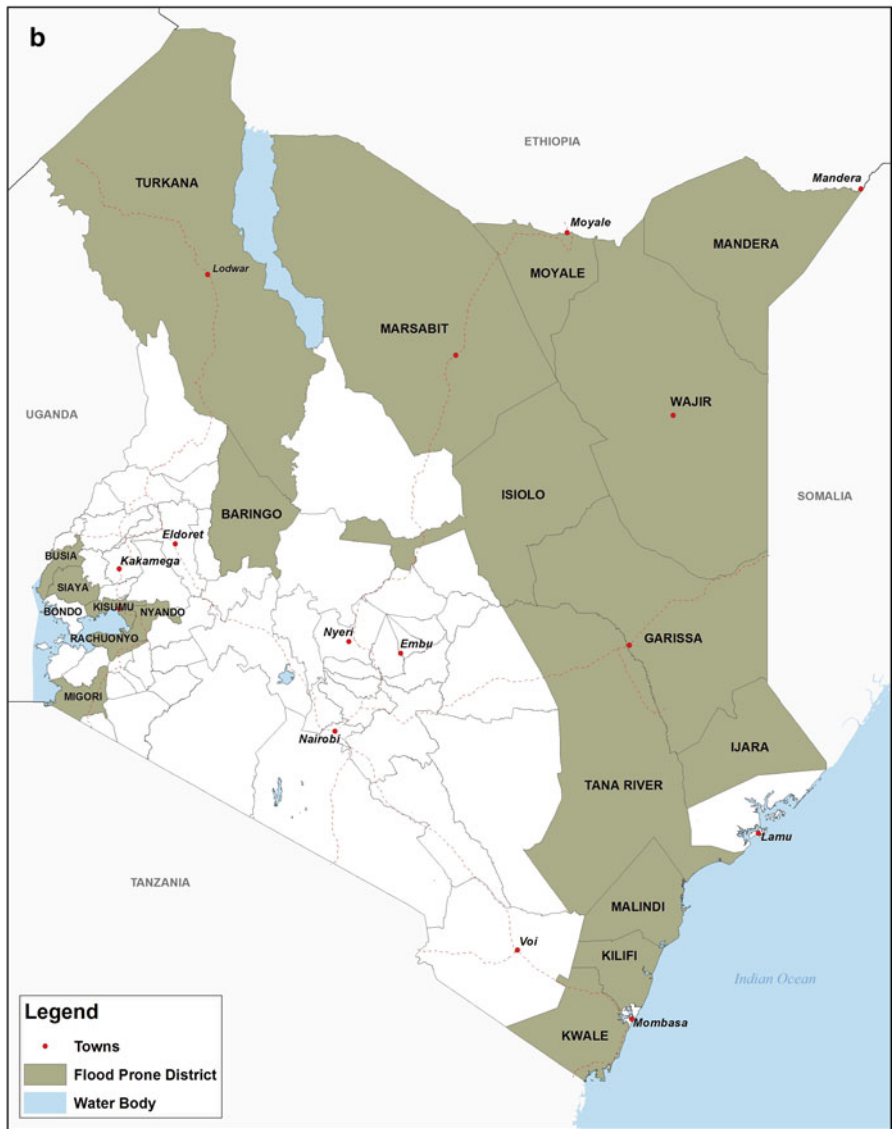 b
ETHIOPIA
Mandera
TURKANA
Moyale
MANDERA
MOYALE
Lodwar
MARSABIT
WAJIR
UGANDA
ISIOLO
SOMALIA
BARINGO
Eldoret
BUSIA
Kakamega
SIAYA
KISUMU
BONDO
NYANDO
RACHUONYO
Nyeri
Embu
GARISSA
MIGORI
Nairobi
IJARA
TANA RIVER
Lamu
TANZANIA
MALINDI
Voi
KILIFI
Indian Ocean
Mombasa
KWALE
Legend
Towns
Flood Prone District
Water Body